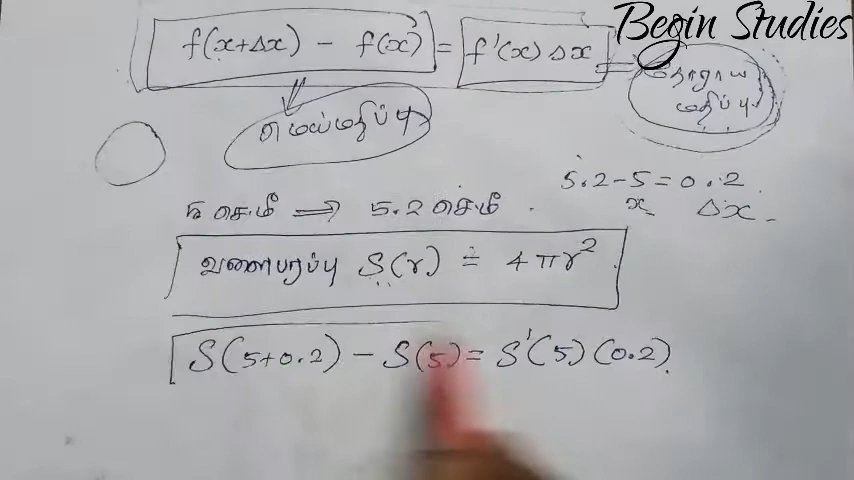 Begin Studies
f(x+Δx) - f(x) = f'(x) Δx
தோராய
மதிப்பு
மெய்மதிப்பு
5.2-5=0.2
x Δx
5 செ.மீ ⇒ 5.2 செ.மீ
வளைபரப்பு S(r) = 4πr²
S(5+0.2) - S(5) = S'(5)(0.2)